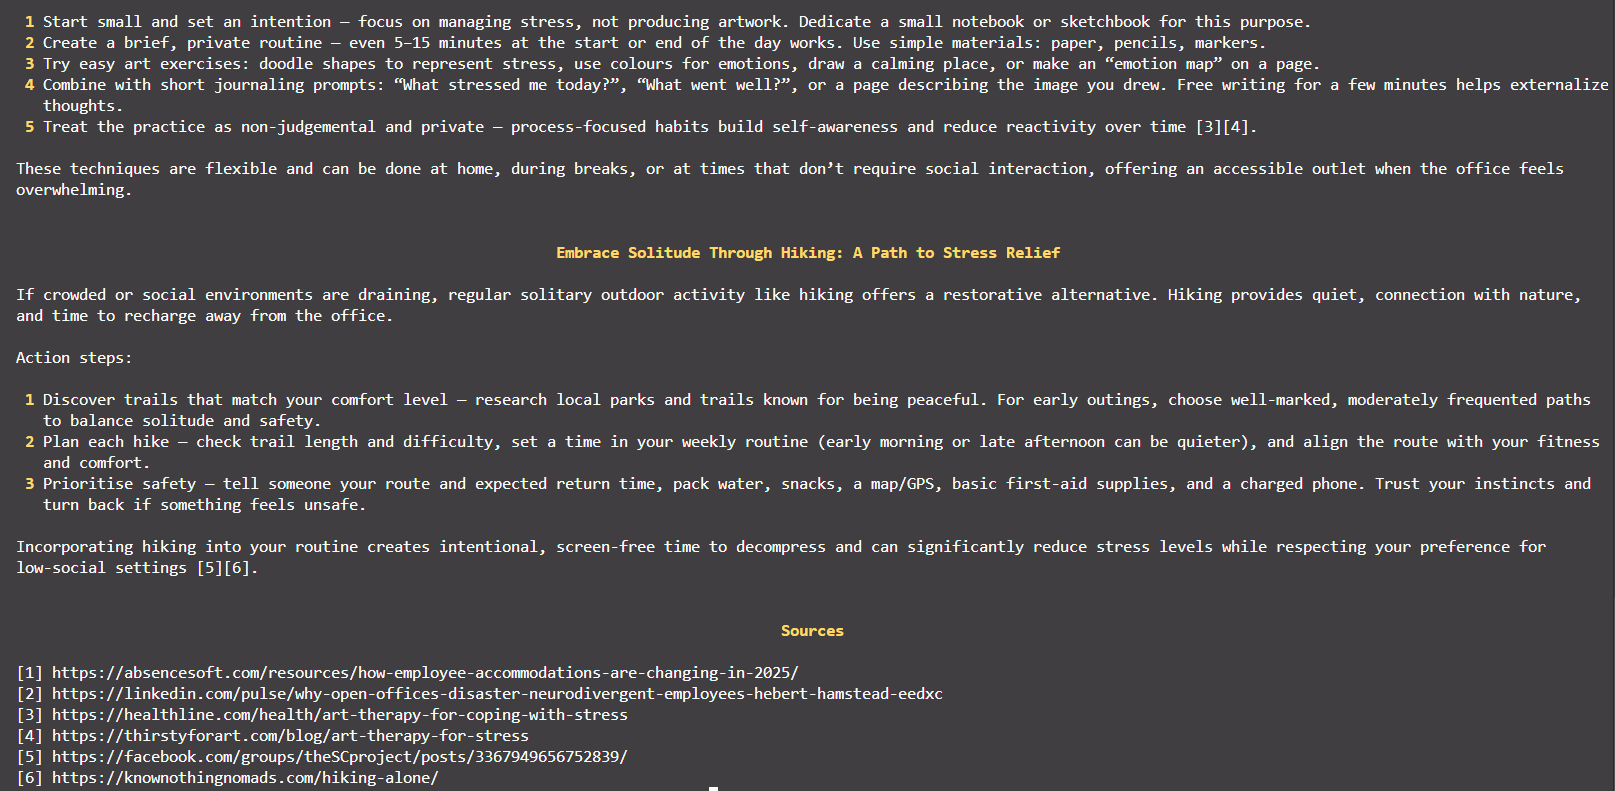 1 Start small and set an intention — focus on managing stress, not producing artwork. Dedicate a small notebook or sketchbook for this purpose.
2 Create a brief, private routine — even 5–15 minutes at the start or end of the day works. Use simple materials: paper, pencils, markers.
3 Try easy art exercises: doodle shapes to represent stress, use colours for emotions, draw a calming place, or make an “emotion map” on a page.
4 Combine with short journaling prompts: “What stressed me today?”, “What went well?”, or a page describing the image you drew. Free writing for a few minutes helps externalize
thoughts.
5 Treat the practice as non-judgemental and private — process-focused habits build self-awareness and reduce reactivity over time [3][4].
These techniques are flexible and can be done at home, during breaks, or at times that don’t require social interaction, offering an accessible outlet when the office feels
overwhelming.
Embrace Solitude Through Hiking: A Path to Stress Relief
If crowded or social environments are draining, regular solitary outdoor activity like hiking offers a restorative alternative. Hiking provides quiet, connection with nature,
and time to recharge away from the office.
Action steps:
1 Discover trails that match your comfort level — research local parks and trails known for being peaceful. For early outings, choose well-marked, moderately frequented paths
to balance solitude and safety.
2 Plan each hike — check trail length and difficulty, set a time in your weekly routine (early morning or late afternoon can be quieter), and align the route with your fitness
and comfort.
3 Prioritise safety — tell someone your route and expected return time, pack water, snacks, a map/GPS, basic first-aid supplies, and a charged phone. Trust your instincts and
turn back if something feels unsafe.
Incorporating hiking into your routine creates intentional, screen-free time to decompress and can significantly reduce stress levels while respecting your preference for
low-social settings [5][6].
Sources
[1] https://absencesoft.com/resources/how-employee-accommodations-are-changing-in-2025/
[2] https://linkedin.com/pulse/why-open-offices-disaster-neurodivergent-employees-hebert-hamstead-eedxc
[3] https://healthline.com/health/art-therapy-for-coping-with-stress
[4] https://thirstyforart.com/blog/art-therapy-for-stress
[5] https://facebook.com/groups/theSCproject/posts/3367949656752839/
[6] https://knownothingnomads.com/hiking-alone/